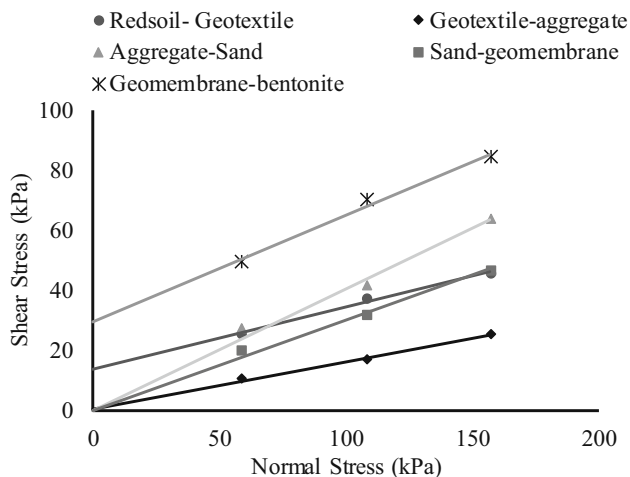 Redsoil- Geotextile
Geotextile-aggregate
Aggregate-Sand
Sand-geomembrane
Geomembrane-bentonite
100
80
60
40
20
0
Shear Stress (kPa)
0 50 100 150 200
Normal Stress (kPa)